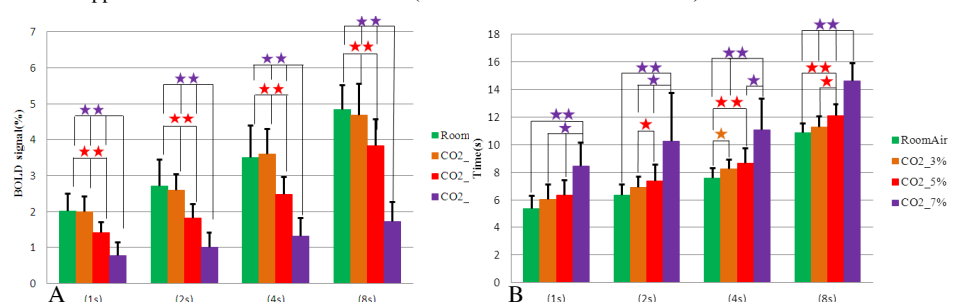 BOLD signal(%)
7
6
5
4
3
2
1
0
(1s)
(2s)
(4s)
(8s)
Room
CO2_
CO2_
CO2_
A
Time(s)
18
16
14
12
10
8
6
4
2
0
(1s)
(2s)
(4s)
(8s)
RoomAir
CO2_3%
CO2_5%
CO2_7%
B